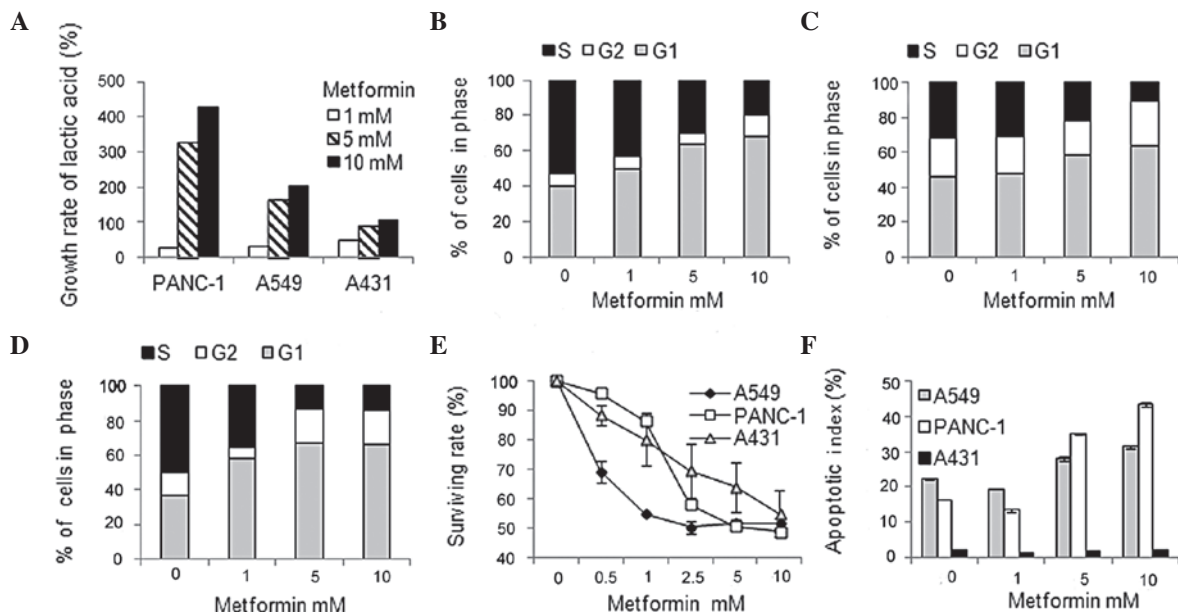 A
Growth rate of lactic acid (%)
500
400
300
200
100
0
Metformin
1 mM
5 mM
10 mM
PANC-1 A549 A431
B
S G2 G1
% of cells in phase
100
80
60
40
20
0
0 1 5 10
Metformin mM
C
S G2 G1
% of cells in phase
100
80
60
40
20
0
0 1 5 10
Metformin mM
D
S G2 G1
% of cells in phase
100
80
60
40
20
0
0 1 5 10
Metformin mM
E
Surviving rate (%)
100
90
80
70
60
50
40
A549
PANC-1
A431
0 0.5 1 2.5 5 10
Metformin mM
F
Apoptotic index (%)
50
40
30
20
10
0
A549
PANC-1
A431
0 1 5 10
Metformin mM